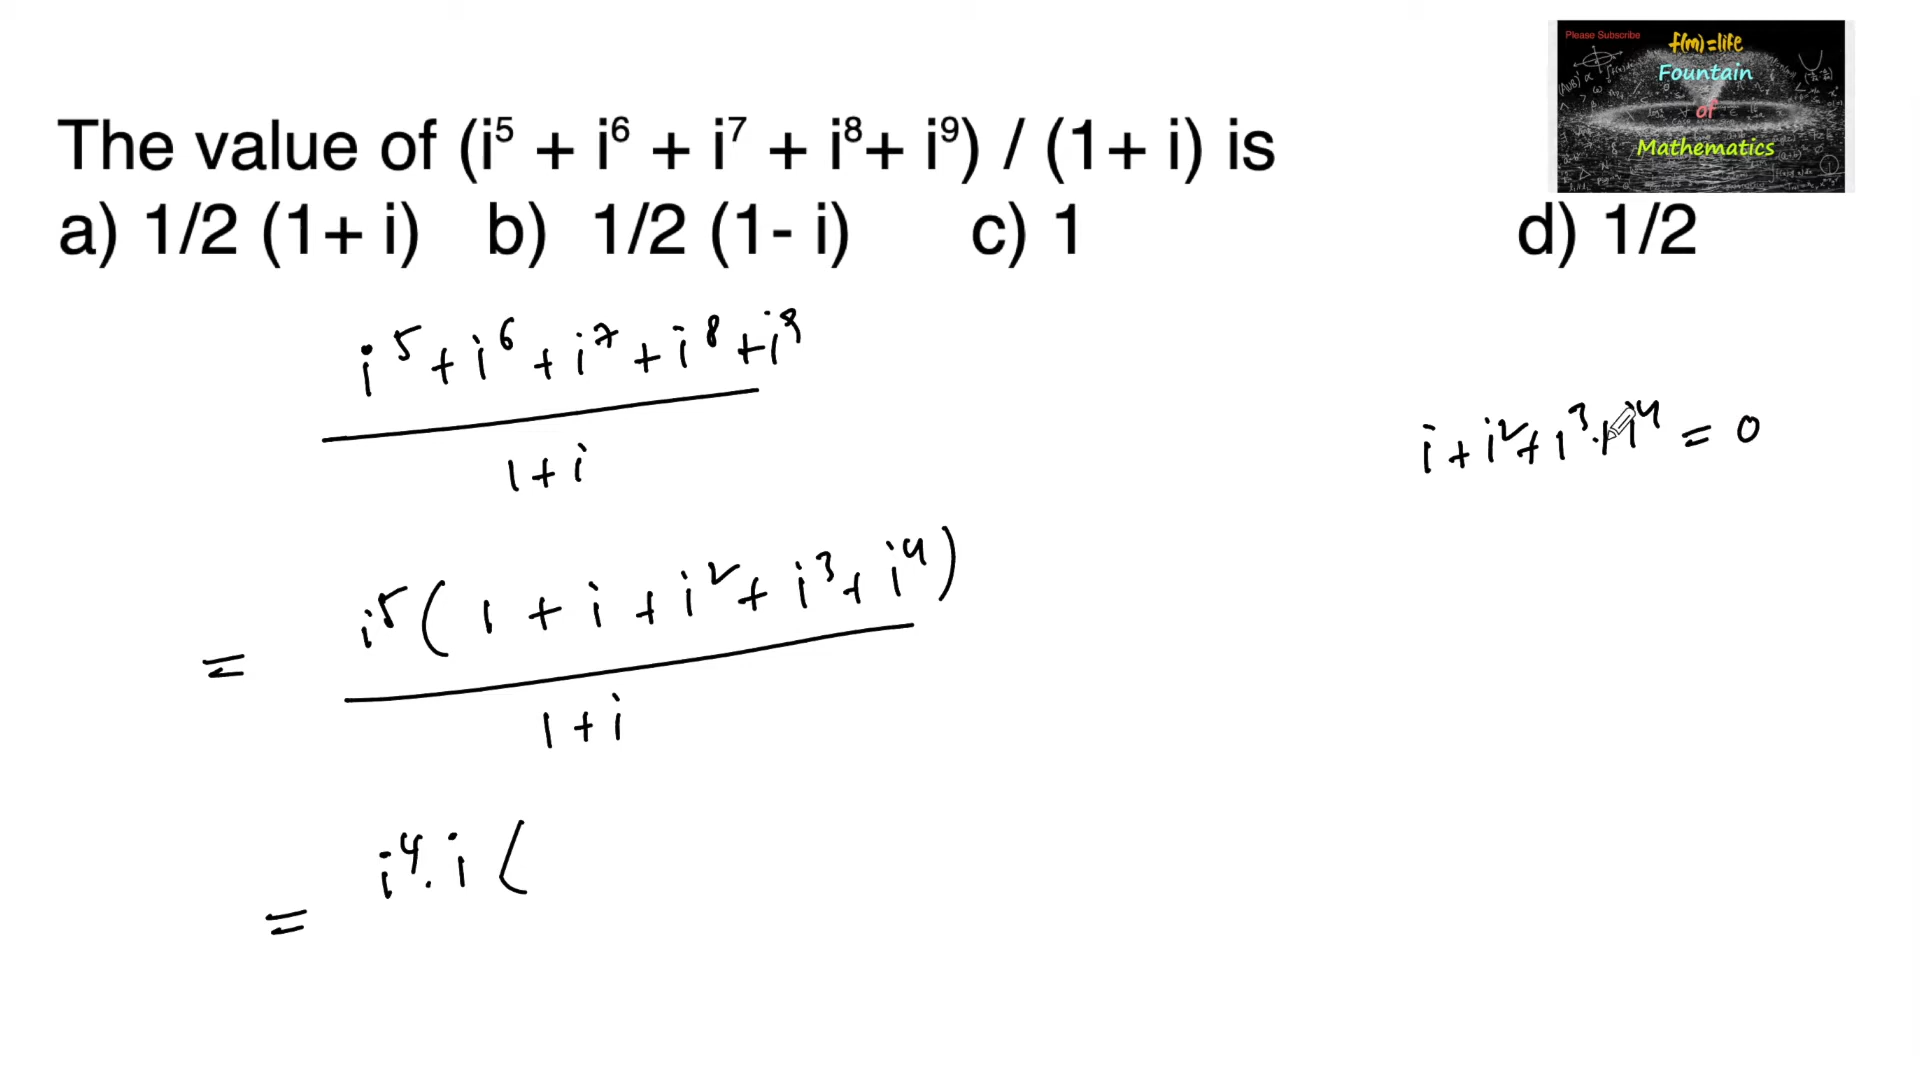 Please Subscribe
f(m)=life
Fountain
of
Mathematics
The value of (i⁵ + i⁶ + i⁷ + i⁸+ i⁹) / (1+ i) is
a) 1/2 (1+ i) b) 1/2 (1- i) c) 1 d) 1/2
i⁵ + i⁶ + i⁷ + i⁸ + i⁹
1 + i
i + i² + i³ + i⁴ = 0
= i⁵ ( 1 + i + i² + i³ + i⁴ )
1 + i
= i⁴ . i (